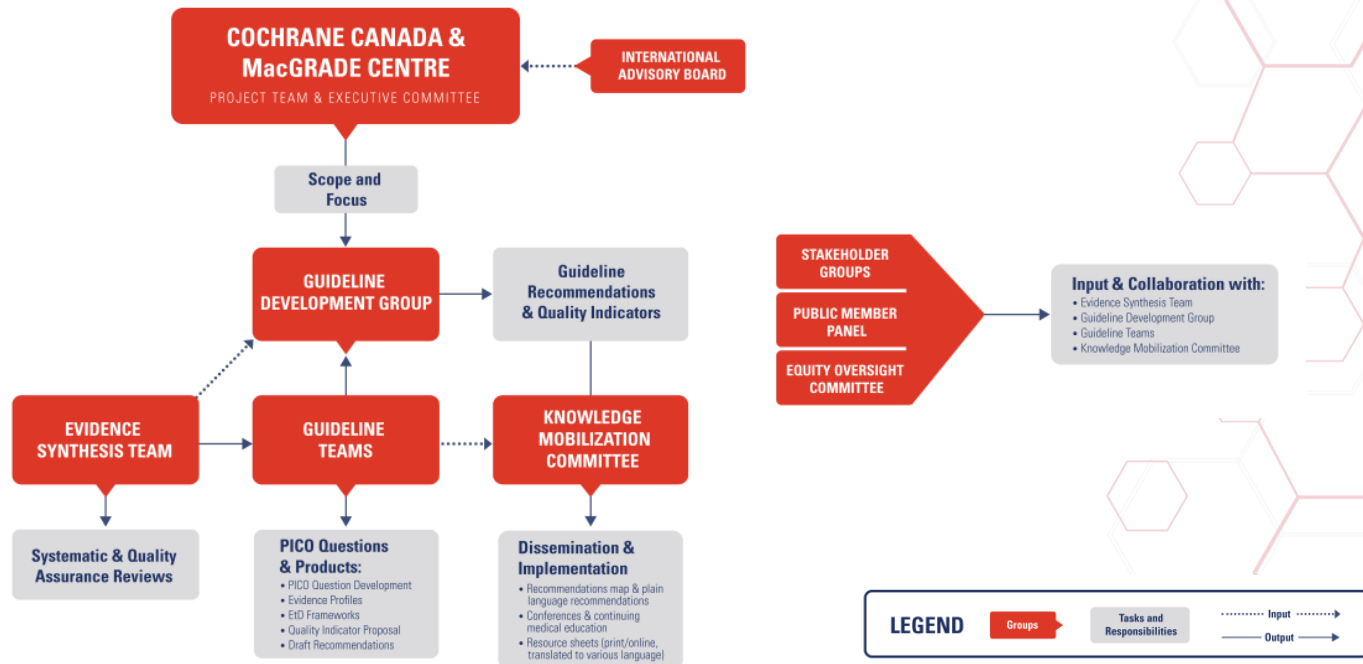 COCHRANE CANADA &
MacGRADE CENTRE
PROJECT TEAM & EXECUTIVE COMMITTEE
INTERNATIONAL
ADVISORY BOARD
Scope and
Focus
GUIDELINE
DEVELOPMENT GROUP
Guideline
Recommendations
& Quality Indicators
EVIDENCE
SYNTHESIS TEAM
GUIDELINE
TEAMS
KNOWLEDGE
MOBILIZATION
COMMITTEE
Systematic & Quality
Assurance Reviews
PICO Questions
& Products:
• PICO Question Development
• Evidence Profiles
• EtD Frameworks
• Quality Indicator Proposal
• Draft Recommendations
Dissemination &
Implementation
• Recommendations map & plain
language recommendations
• Conferences & continuing
medical education
• Resource sheets (print/online,
translated to various language)
STAKEHOLDER
GROUPS
PUBLIC MEMBER
PANEL
EQUITY OVERSIGHT
COMMITTEE
Input & Collaboration with:
• Evidence Synthesis Team
• Guideline Development Group
• Guideline Teams
• Knowledge Mobilization Committee
LEGEND
Groups
Tasks and
Responsibilities
Input
Output